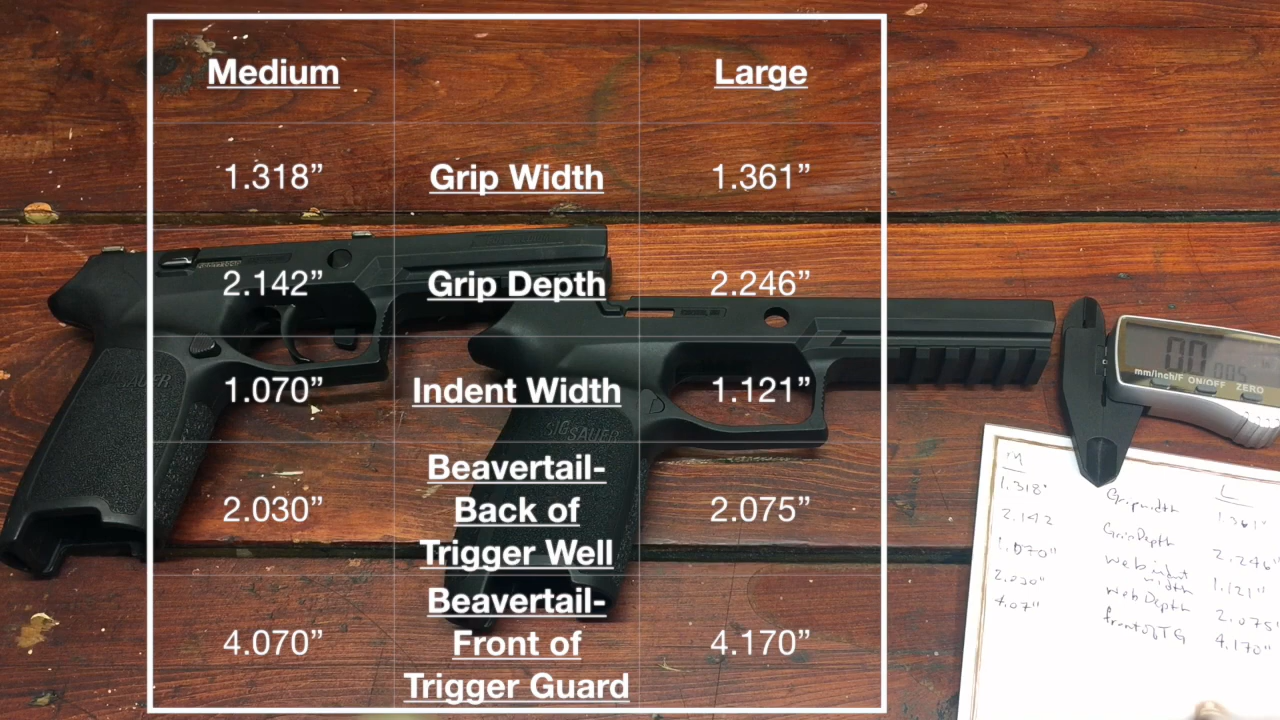 Medium
Large
1.318”
Grip Width
1.361”
2.142”
Grip Depth
2.246”
1.070”
Indent Width
1.121”
Beavertail-
2.030”
Back of
2.075”
Trigger Well
Beavertail-
4.070”
Front of
4.170”
Trigger Guard
SIG SAUER
mm/inch/F ON/OFF ZERO
M
L
1.318"
Grip width
1.361"
2.142
Grip Depth
2.246"
1.070"
web indent
width
1.121"
2.030"
web Depth
2.075"
4.07"
front of TG
4.170"